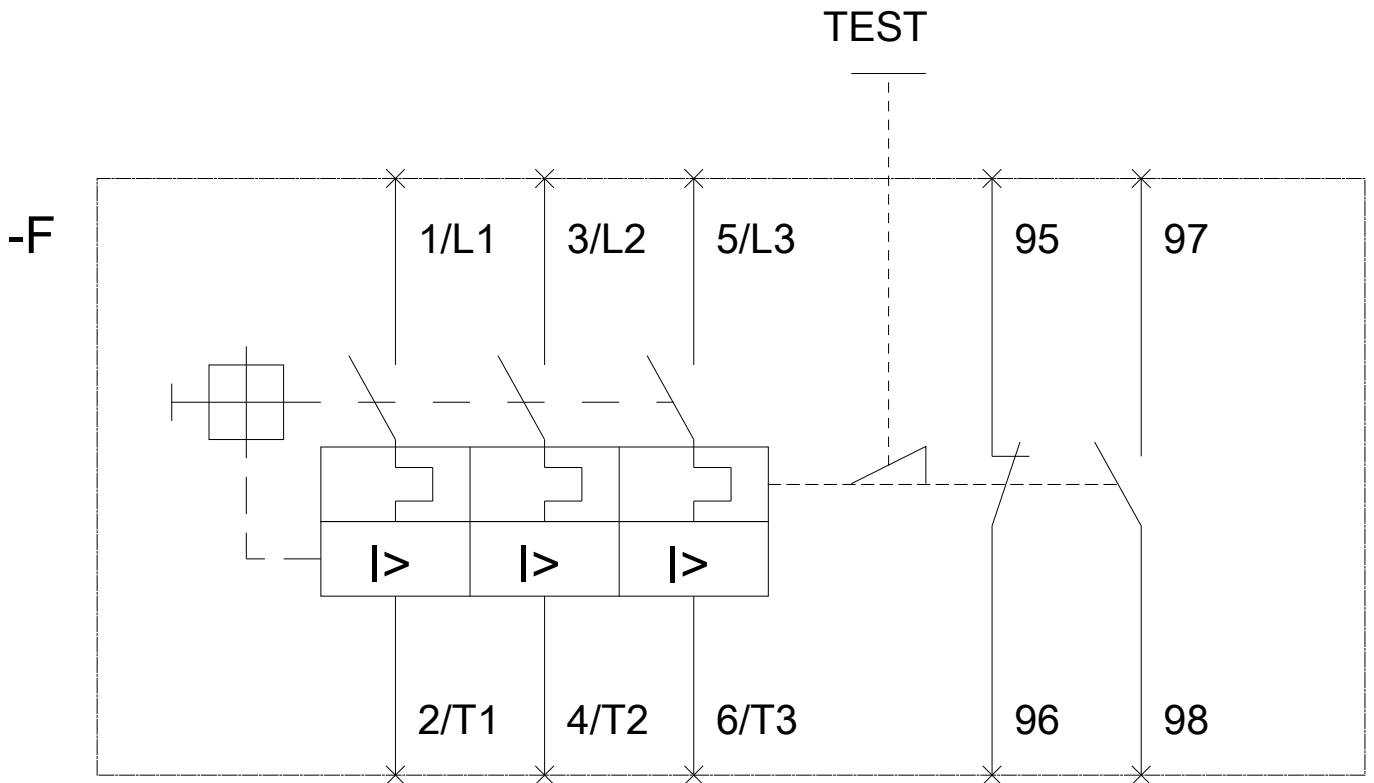 TEST
-F
1/L1 3/L2 5/L3 95 97
I> I> I>
2/T1 4/T2 6/T3 96 98